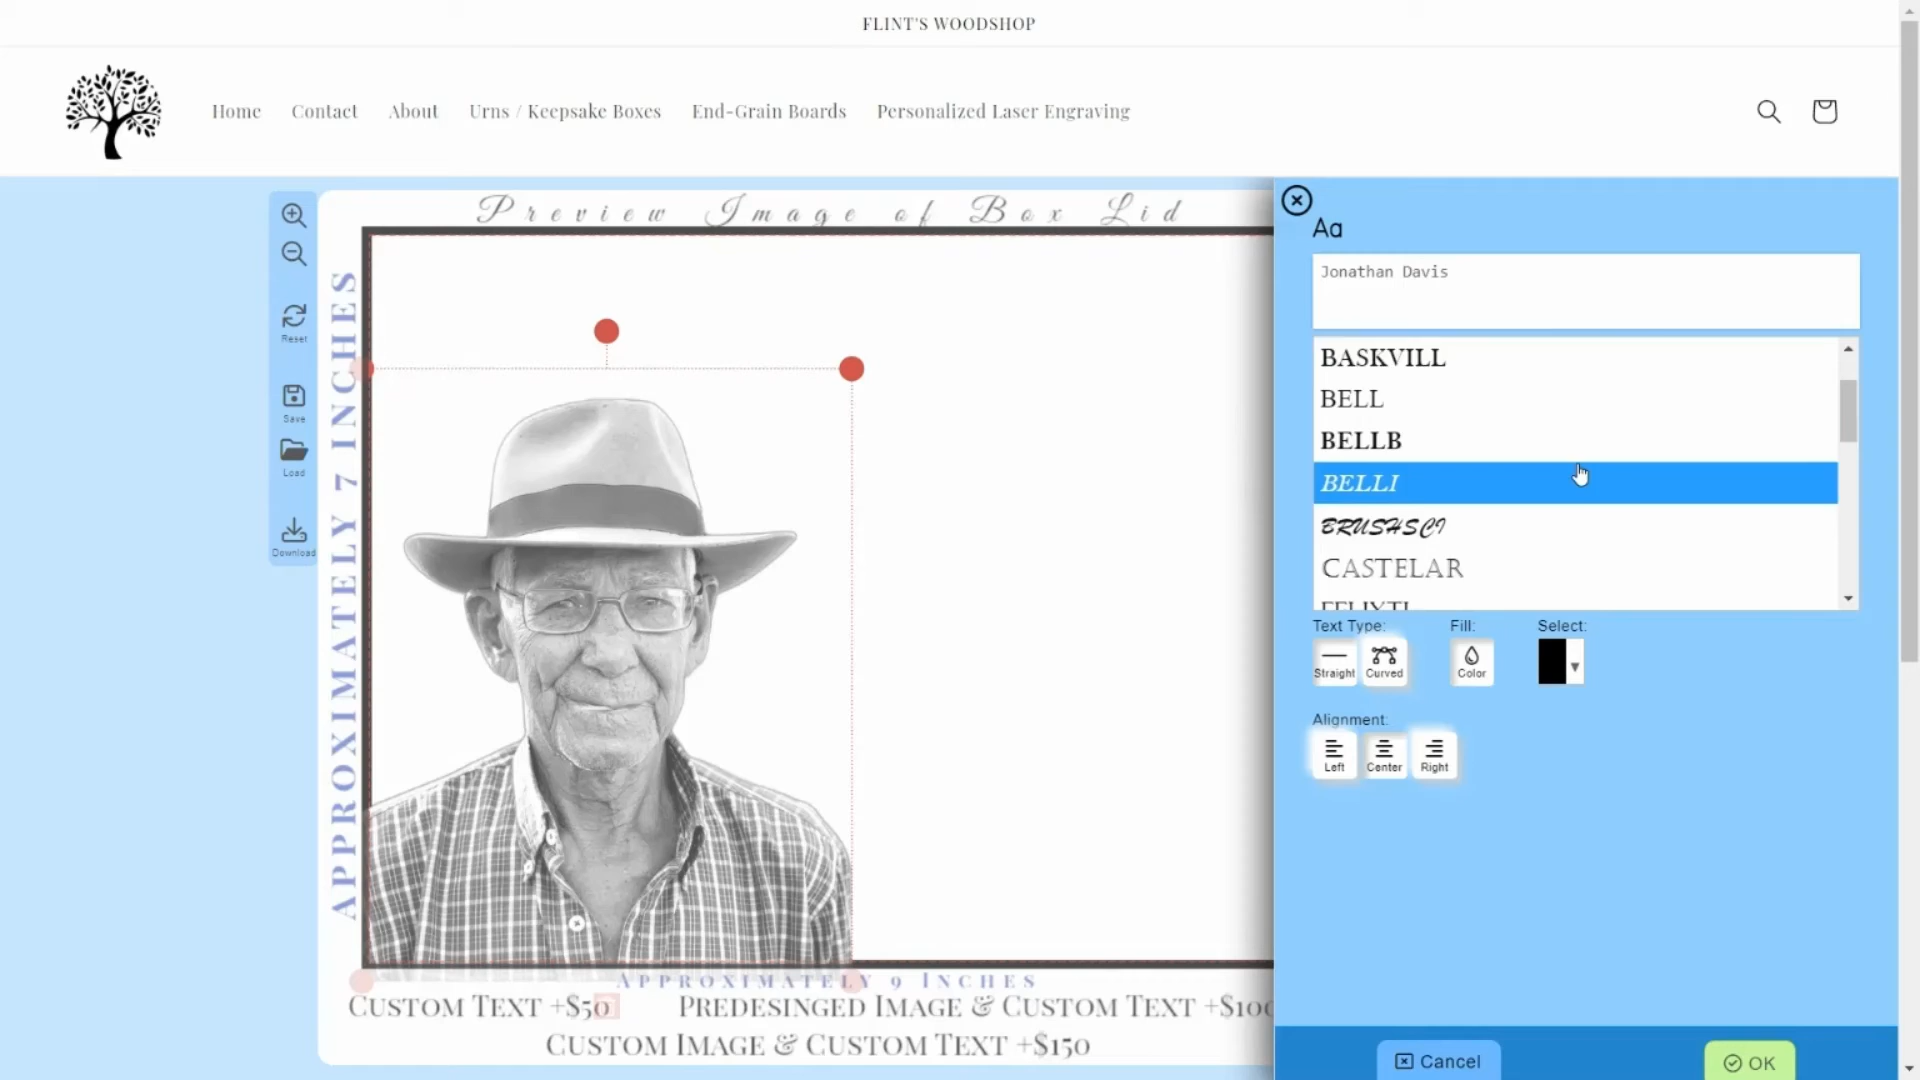 FLINT'S WOODSHOP
Home Contact About Urns / Keepsake Boxes End-Grain Boards Personalized Laser Engraving
Preview Image of Box Lid
APPROXIMATELY 7 INCHES
Reset
Save
Load
Download
Aa
Jonathan Davis
BASKVILL
BELL
BELLB
BELLI
BRUSHSCI
CASTELAR
FELIXTI
Text Type: Fill: Select:
Straight Curved Color
Alignment:
Left Center Right
APPROXIMATELY 9 INCHES
CUSTOM TEXT +$50 PREDESINGED IMAGE & CUSTOM TEXT +$100
CUSTOM IMAGE & CUSTOM TEXT +$150
Cancel OK